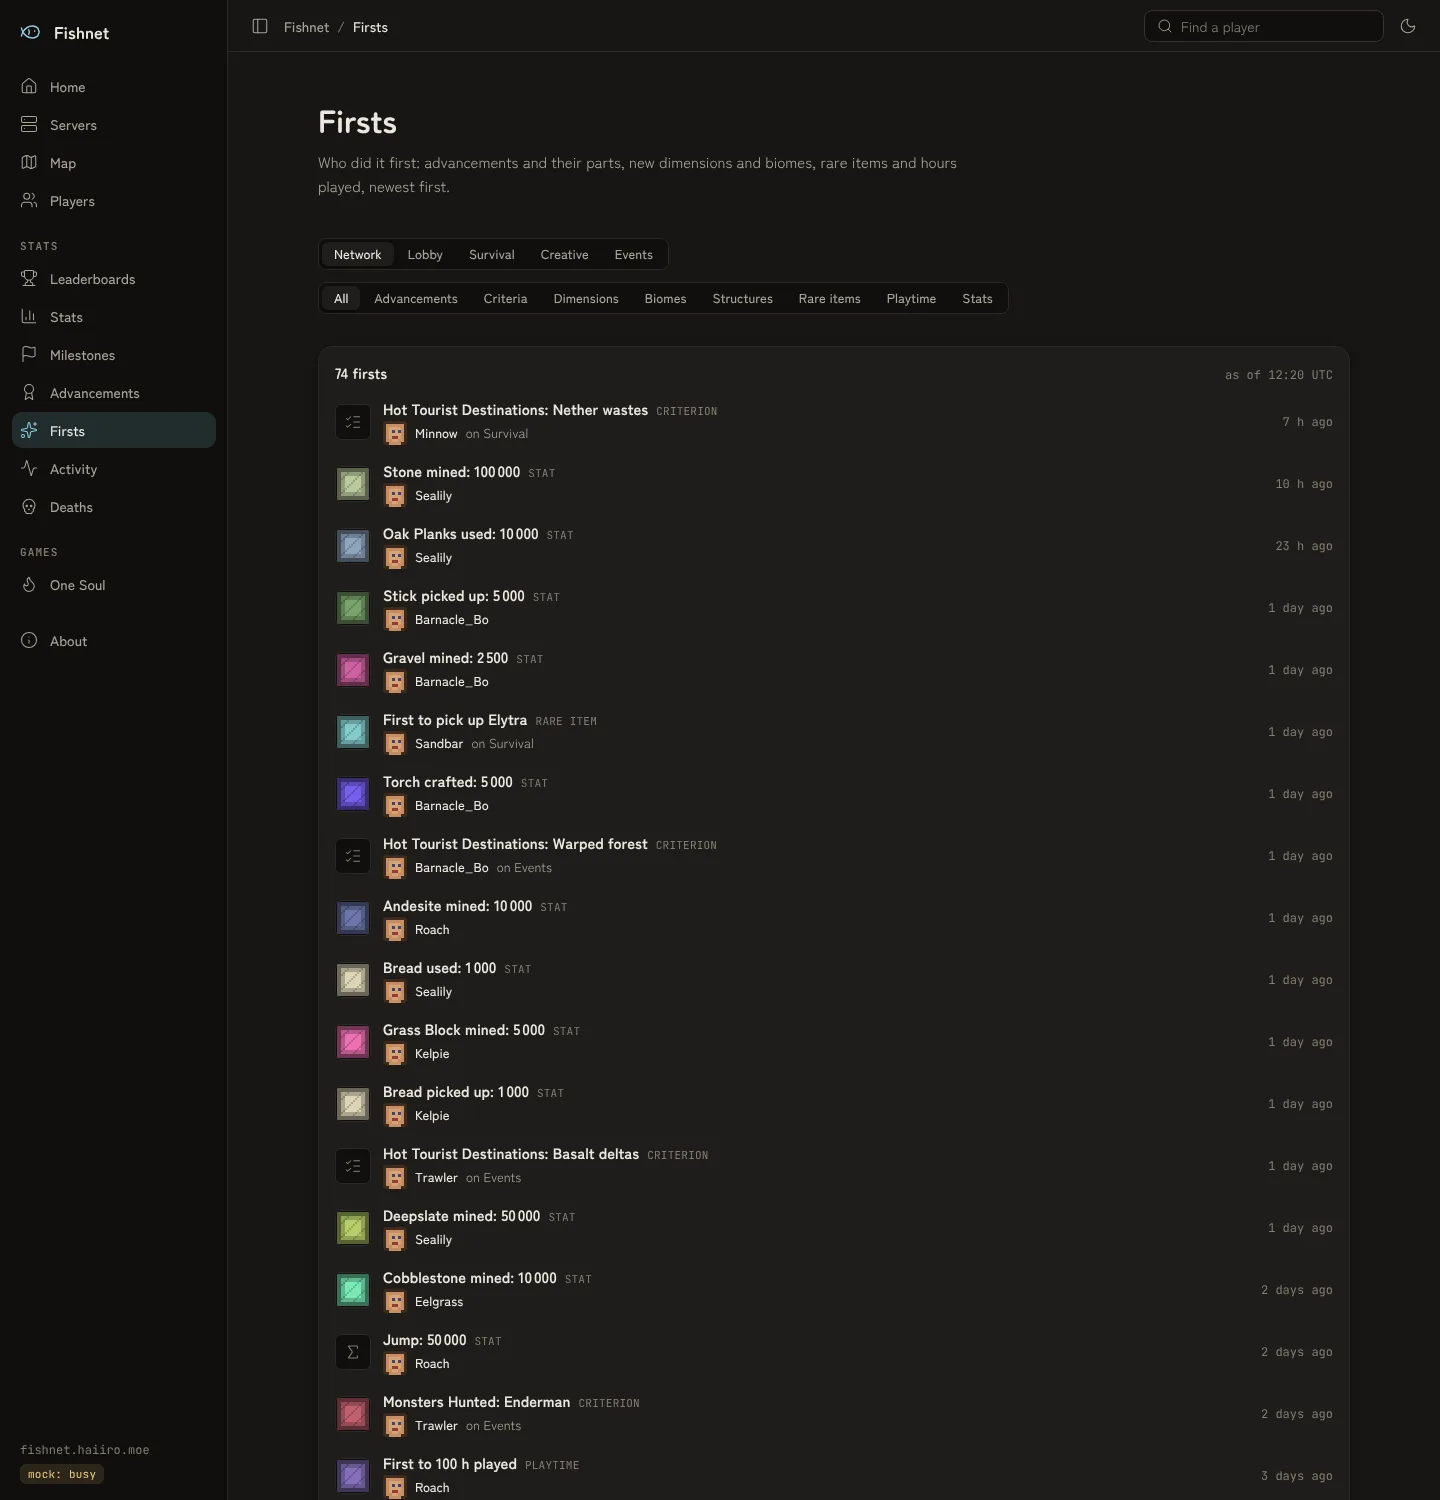 Fishnet
Home
Servers
Map
Players
STATS
Leaderboards
Stats
Milestones
Advancements
Firsts
Activity
Deaths
GAMES
One Soul
About
fishnet.haiiro.moe
mock: busy
Fishnet / Firsts
Find a player
Firsts
Who did it first: advancements and their parts, new dimensions and biomes, rare items and hours
played, newest first.
Network Lobby Survival Creative Events
All Advancements Criteria Dimensions Biomes Structures Rare items Playtime Stats
74 firsts as of 12:20 UTC
Hot Tourist Destinations: Nether wastes CRITERION
Minnow on Survival
7 h ago
Stone mined: 100 000 STAT
Sealily
10 h ago
Oak Planks used: 10 000 STAT
Sealily
23 h ago
Stick picked up: 5 000 STAT
Barnacle_Bo
1 day ago
Gravel mined: 2 500 STAT
Barnacle_Bo
1 day ago
First to pick up Elytra RARE ITEM
Sandbar on Survival
1 day ago
Torch crafted: 5 000 STAT
Barnacle_Bo
1 day ago
Hot Tourist Destinations: Warped forest CRITERION
Barnacle_Bo on Events
1 day ago
Andesite mined: 10 000 STAT
Roach
1 day ago
Bread used: 1 000 STAT
Sealily
1 day ago
Grass Block mined: 5 000 STAT
Kelpie
1 day ago
Bread picked up: 1 000 STAT
Kelpie
1 day ago
Hot Tourist Destinations: Basalt deltas CRITERION
Trawler on Events
1 day ago
Deepslate mined: 50 000 STAT
Sealily
1 day ago
Cobblestone mined: 10 000 STAT
Eelgrass
2 days ago
Jump: 50 000 STAT
Roach
2 days ago
Monsters Hunted: Enderman CRITERION
Trawler on Events
2 days ago
First to 100 h played PLAYTIME
Roach
3 days ago